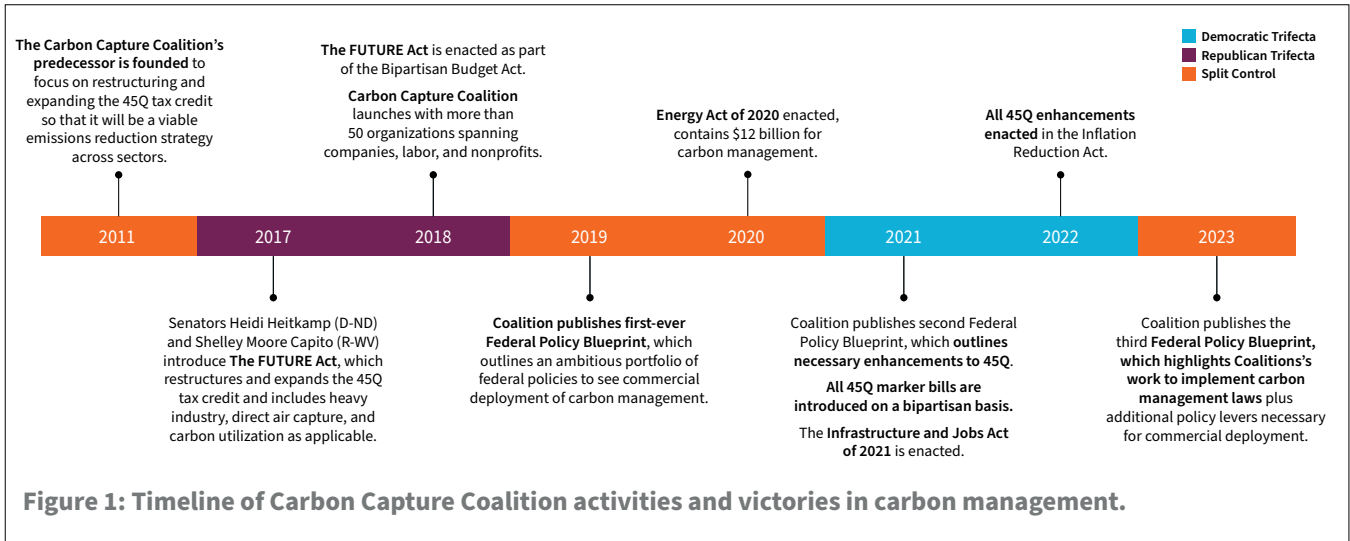 The Carbon Capture Coalition's
predecessor is founded to
focus on restructuring and
expanding the 45Q tax credit
so that it will be a viable
emissions reduction strategy
across sectors.
The FUTURE Act is enacted as part
of the Bipartisan Budget Act.
Carbon Capture Coalition
launches with more than
50 organizations spanning
companies, labor, and nonprofits.
Energy Act of 2020 enacted,
contains $12 billion for
carbon management.
All 45Q enhancements
enacted in the Inflation
Reduction Act.
Democratic Trifecta
Republican Trifecta
Split Control
2011
2017
2018
2019
2020
2021
2022
2023
Senators Heidi Heitkamp (D-ND)
and Shelley Moore Capito (R-WV)
introduce The FUTURE Act, which
restructures and expands the 45Q
tax credit and includes heavy
industry, direct air capture, and
carbon utilization as applicable.
Coalition publishes first-ever
Federal Policy Blueprint, which
outlines an ambitious portfolio of
federal policies to see commercial
deployment of carbon management.
Coalition publishes second Federal
Policy Blueprint, which outlines
necessary enhancements to 45Q.
All 45Q marker bills are
introduced on a bipartisan basis.
The Infrastructure and Jobs Act
of 2021 is enacted.
Coalition publishes the
third Federal Policy Blueprint,
which highlights Coalitions's
work to implement carbon
management laws plus
additional policy levers necessary
for commercial deployment.
Figure 1: Timeline of Carbon Capture Coalition activities and victories in carbon management.